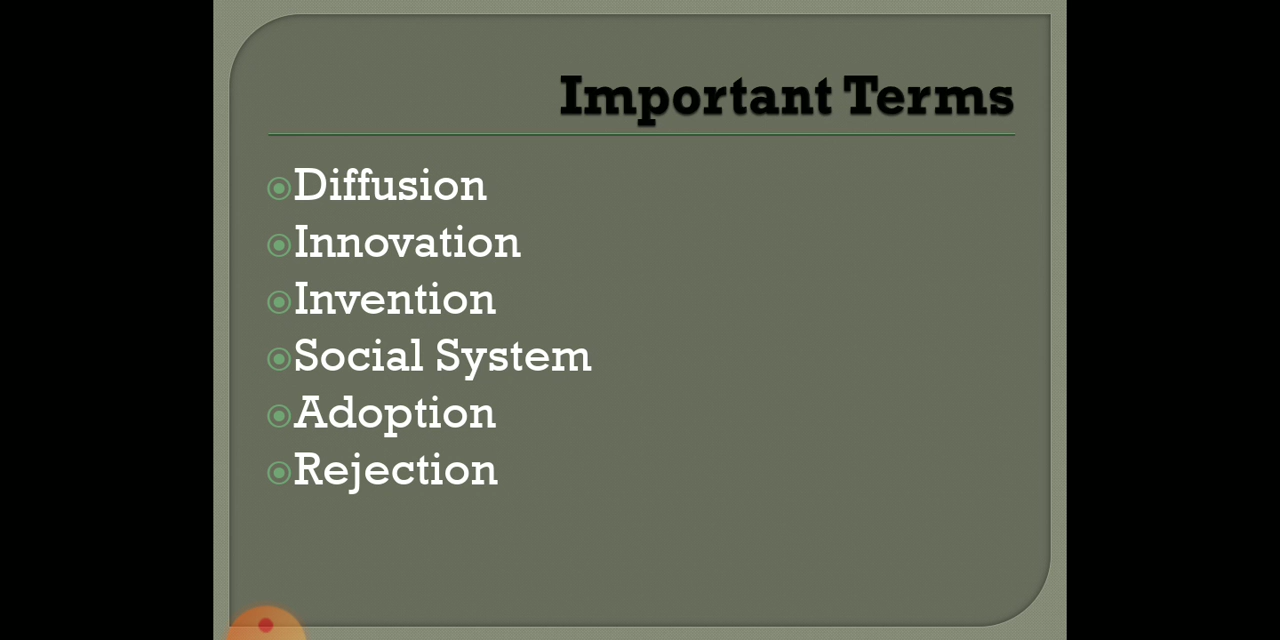 Important Terms
Diffusion
Innovation
Invention
Social System
Adoption
Rejection